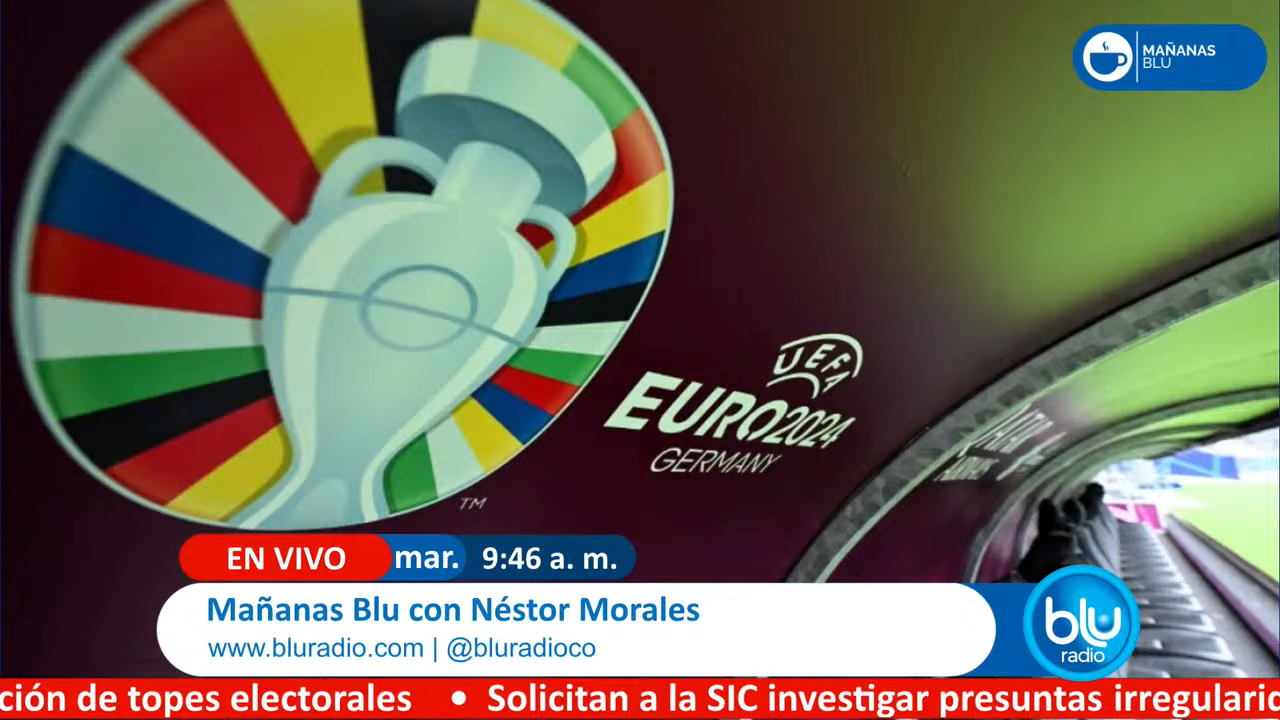 MAÑANAS
BLU
UEFA
EURO2024
GERMANY
TM
EN VIVO
mar.
9:46 a. m.
Mañanas Blu con Néstor Morales
www.bluradio.com | @bluradioco
blu
radio
ción de topes electorales • Solicitan a la SIC investigar presuntas irregularid